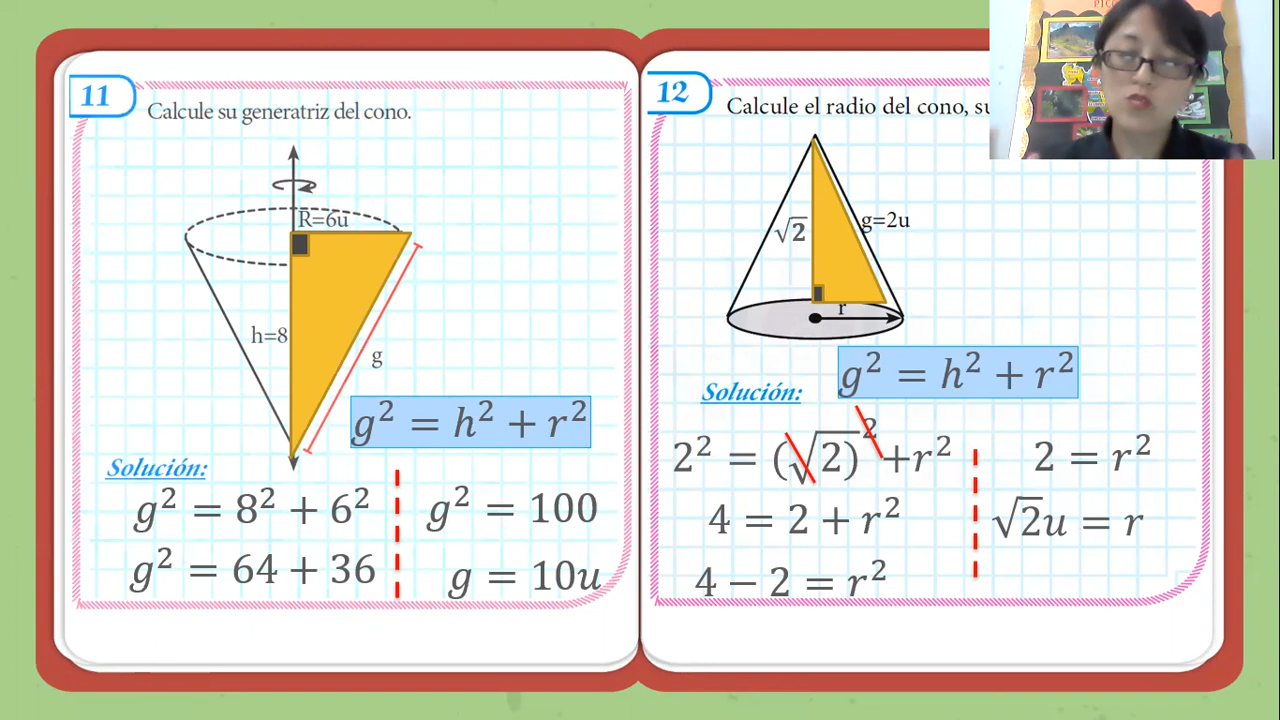 11
Calcule su generatriz del cono.
R=6u
h=8
g
g² = h² + r²
Solución:
g² = 8² + 6²
g² = 64 + 36
g² = 100
g = 10u
12
Calcule el radio del cono, su
√2
g=2u
r
g² = h² + r²
Solución:
2² = (√2)² +r²
4 = 2 + r²
4 − 2 = r²
2 = r²
√2u = r